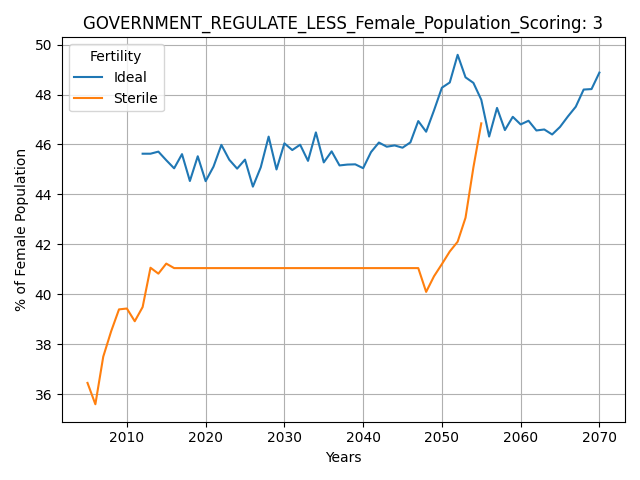 GOVERNMENT_REGULATE_LESS_Female_Population_Scoring: 3
Fertility
Ideal
Sterile
% of Female Population
50
48
46
44
42
40
38
36
2010 2020 2030 2040 2050 2060 2070
Years